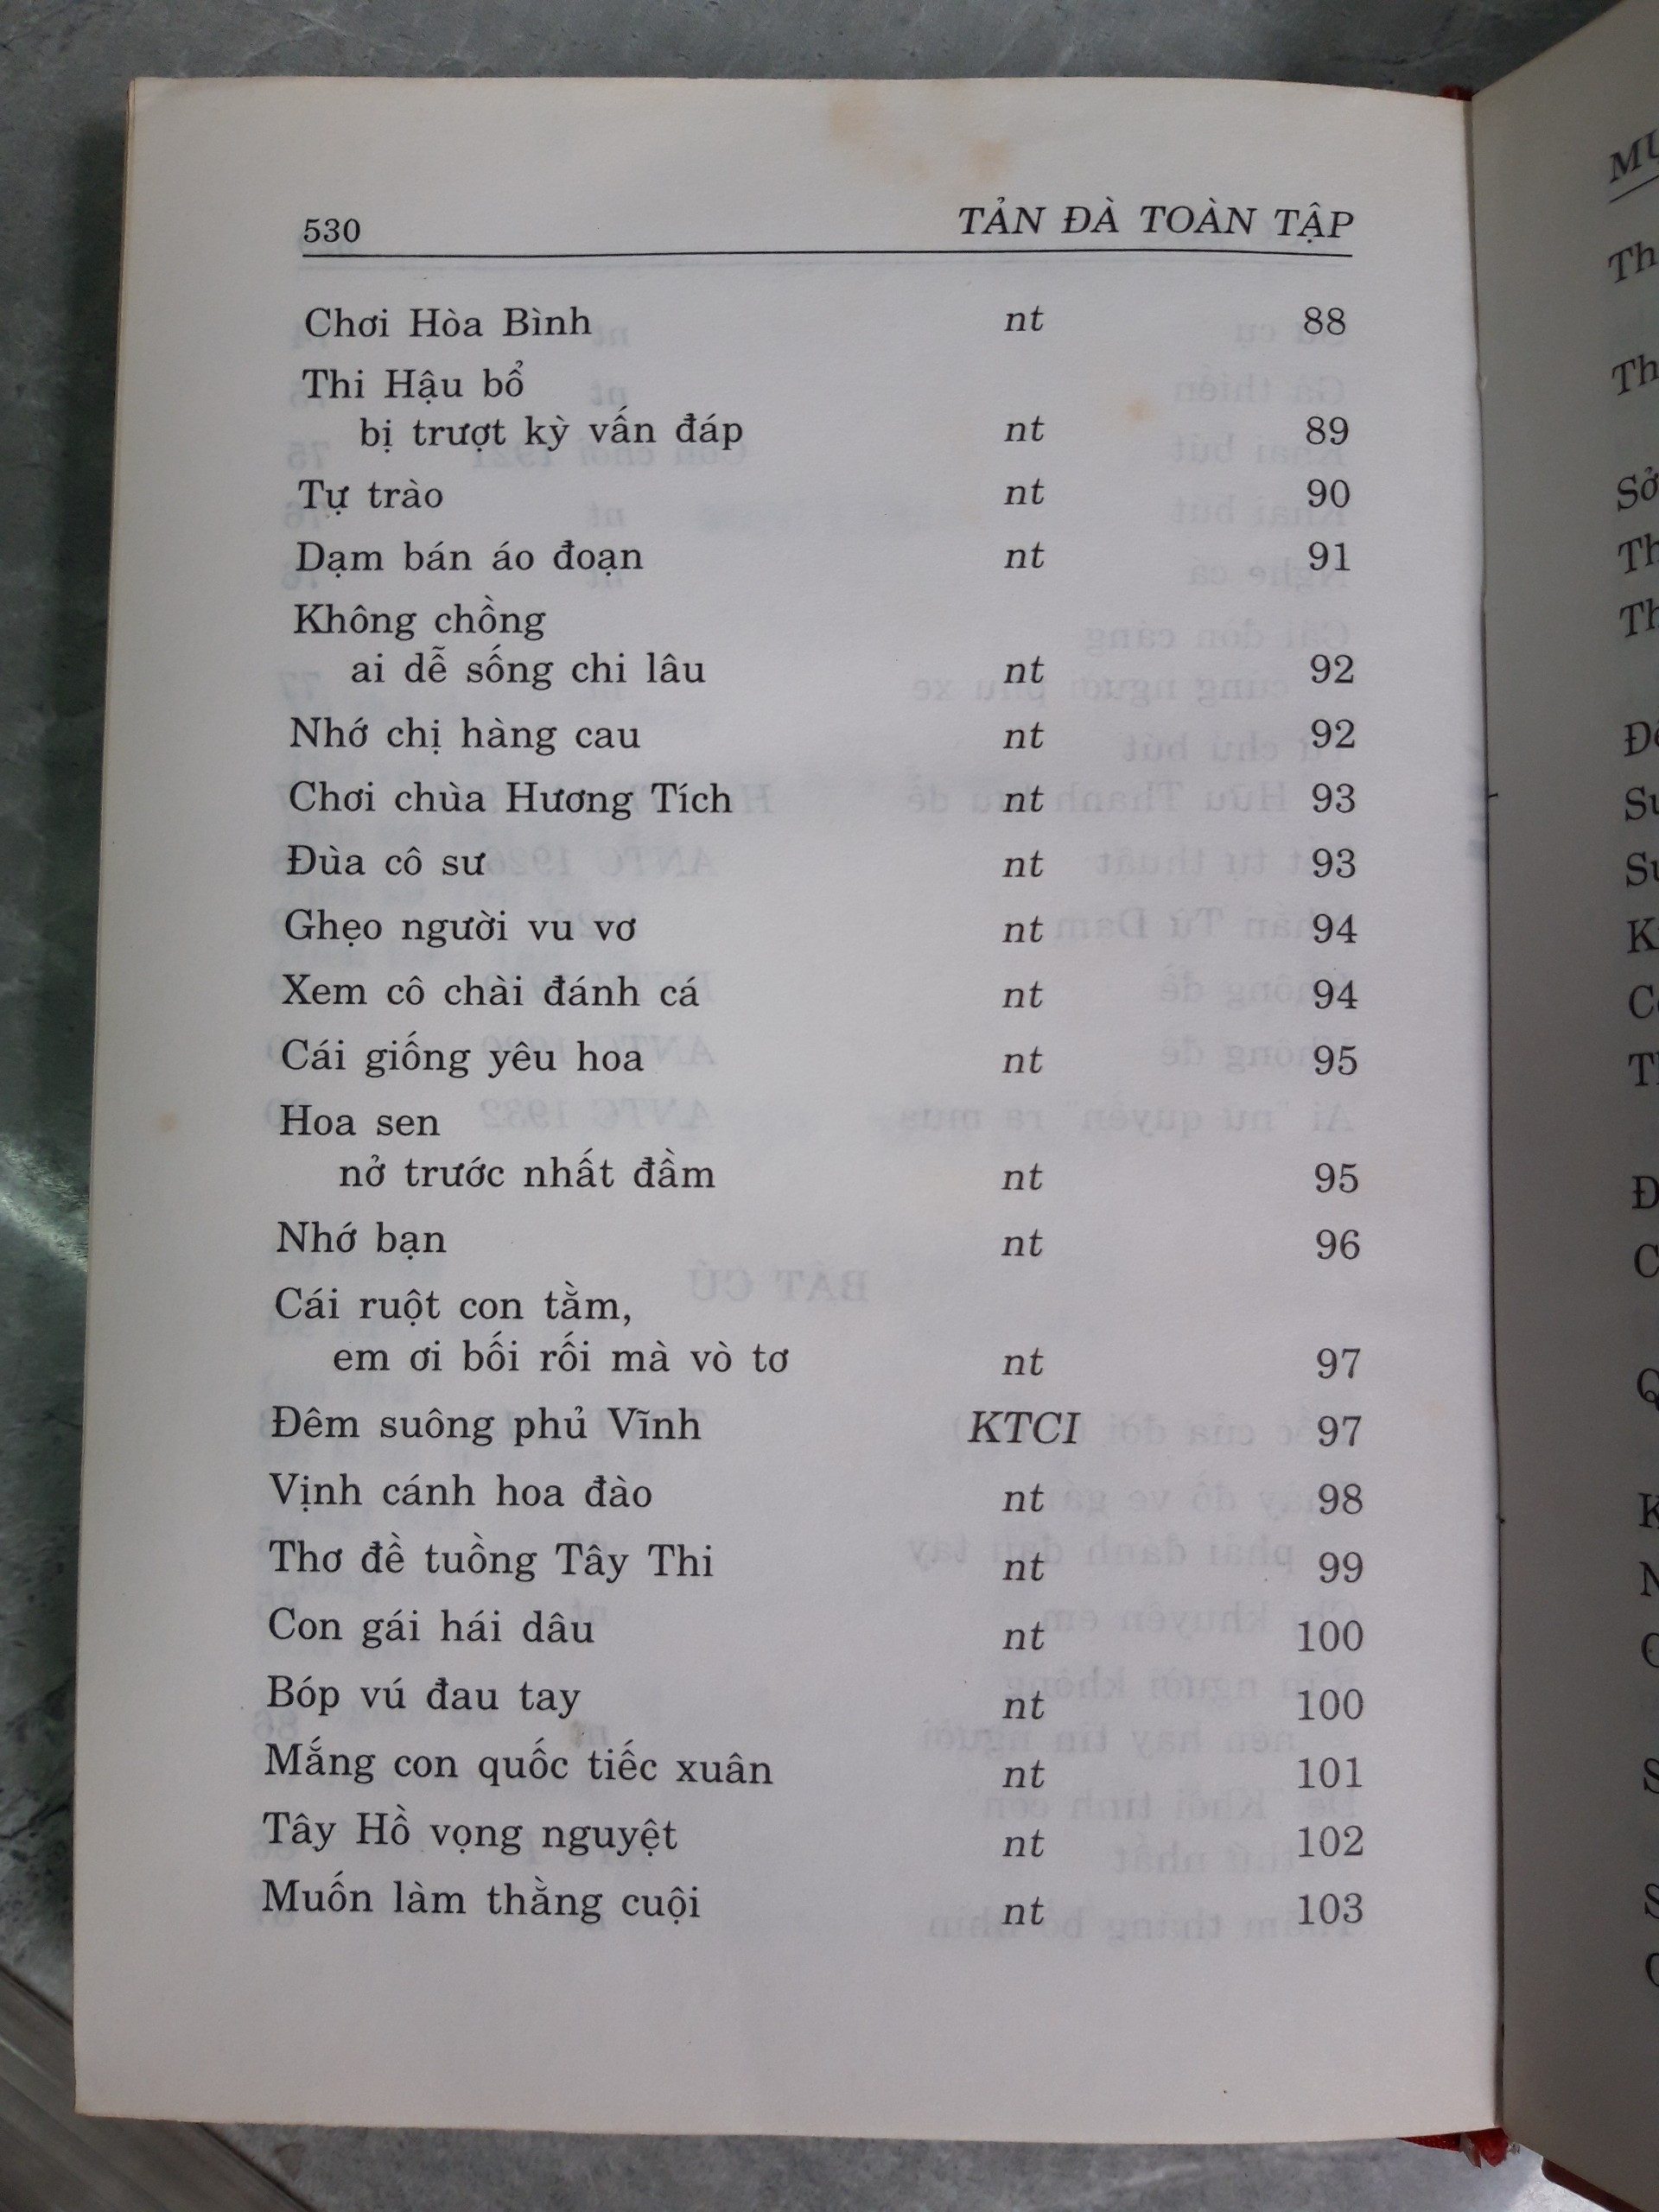 530 TẢN ĐÀ TOÀN TẬP
Chơi Hòa Bình nt 88
Thi Hậu bổ
bị trượt kỳ vấn đáp nt 89
Tự trào nt 90
Dạm bán áo đoạn nt 91
Không chồng
ai dễ sống chi lâu nt 92
Nhớ chị hàng cau nt 92
Chơi chùa Hương Tích nt 93
Đùa cô sư nt 93
Ghẹo người vu vơ nt 94
Xem cô chài đánh cá nt 94
Cái giống yêu hoa nt 95
Hoa sen
nở trước nhất đầm nt 95
Nhớ bạn nt 96
Cái ruột con tằm,
em ơi bối rối mà vò tơ nt 97
Đêm suông phủ Vĩnh KTCI 97
Vịnh cánh hoa đào nt 98
Thơ đề tuồng Tây Thi nt 99
Con gái hái dâu nt 100
Bóp vú đau tay nt 100
Mắng con quốc tiếc xuân nt 101
Tây Hồ vọng nguyệt nt 102
Muốn làm thằng cuội nt 103